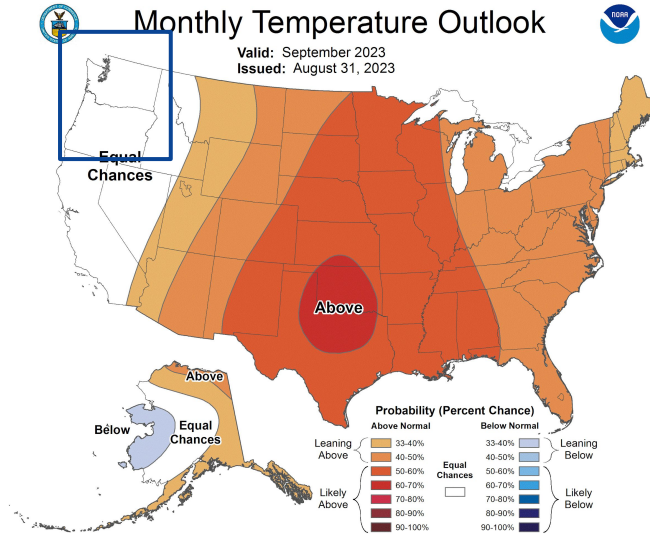 Monthly Temperature Outlook
NOAA
Valid: September 2023
Issued: August 31, 2023
Equal
Chances
Above
Above
Below
Equal
Chances
Probability (Percent Chance)
Above Normal
Below Normal
Leaning
Above
33-40%
40-50%
Likely
Above
50-60%
60-70%
70-80%
80-90%
90-100%
Equal
Chances
33-40%
40-50%
Leaning
Below
50-60%
60-70%
70-80%
80-90%
90-100%
Likely
Below